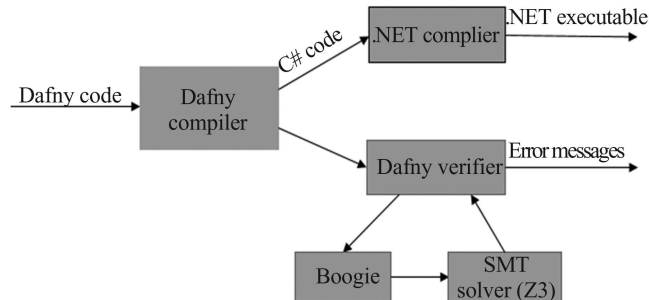 .NET executable
C# code
.NET complier
Dafny code
Dafny
compiler
Error messages
Dafny verifier
Boogie
SMT
solver (Z3)